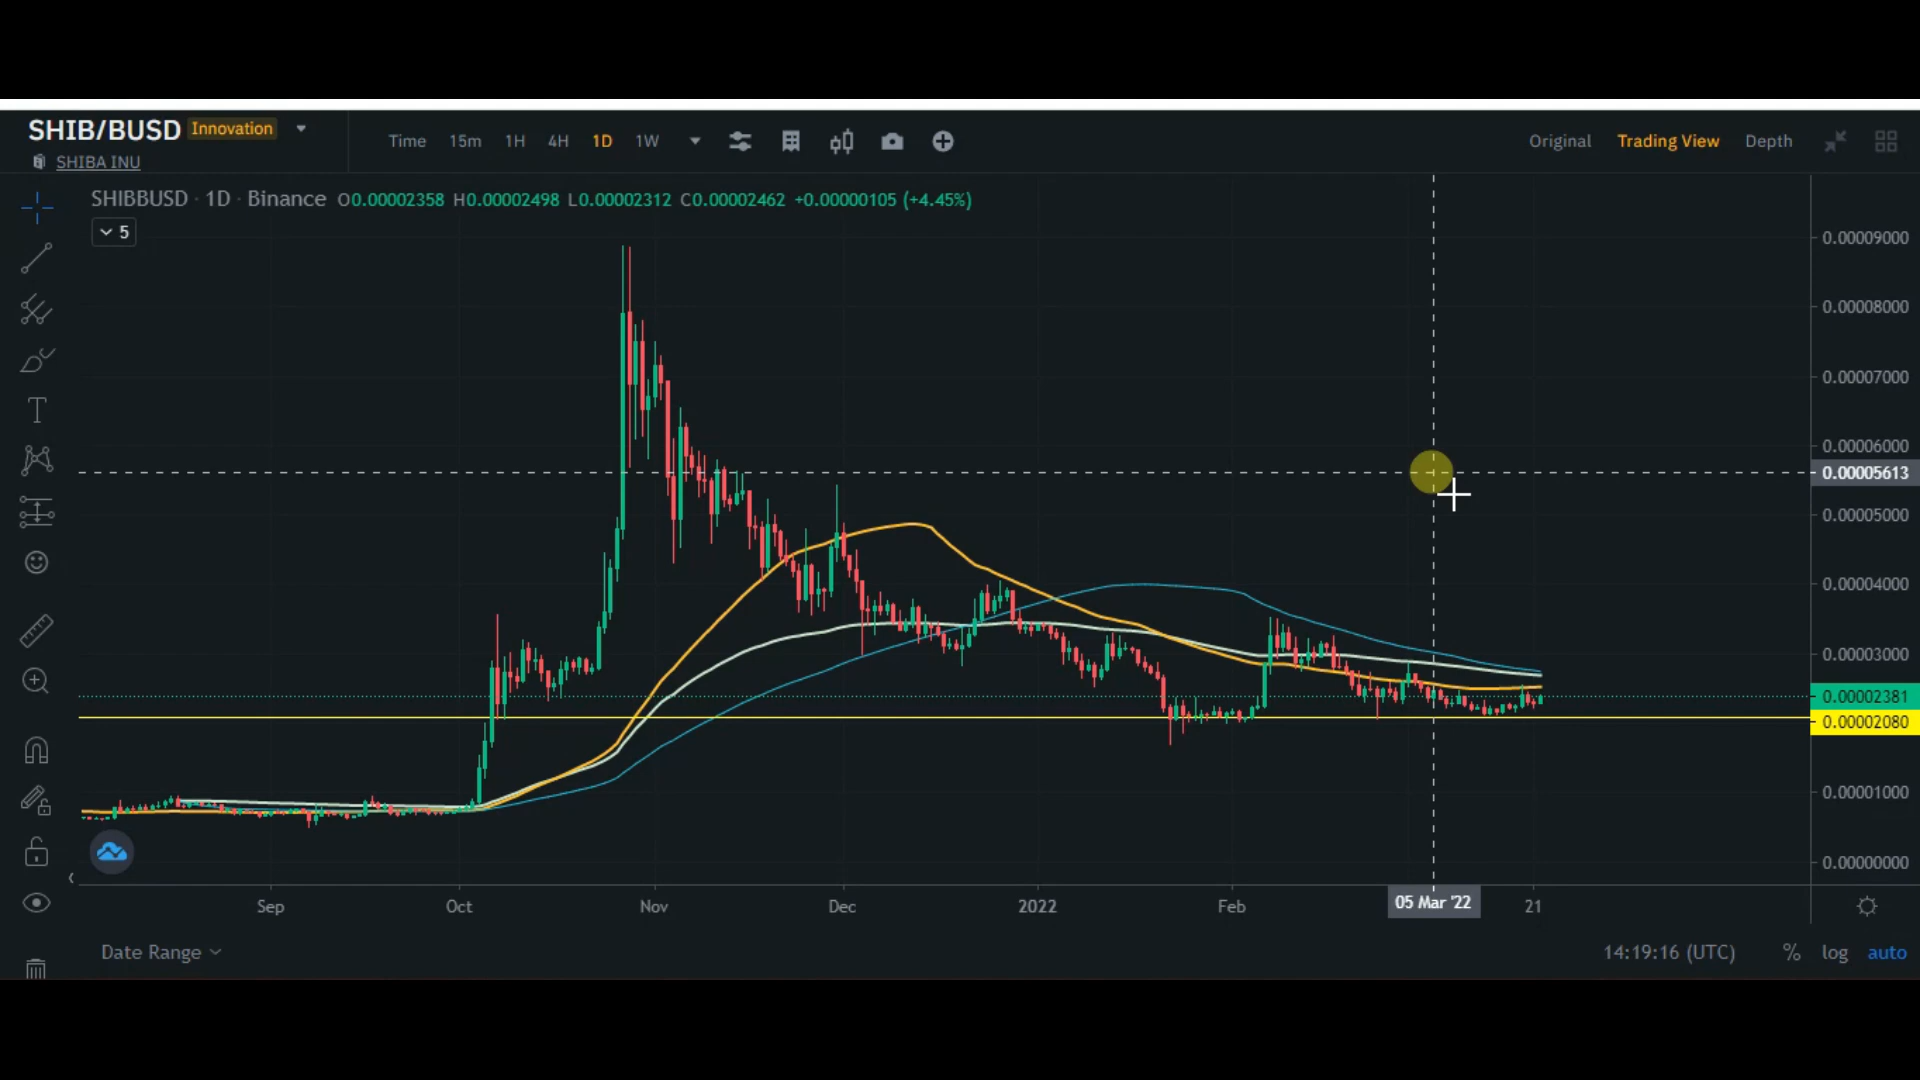 SHIB/BUSD Innovation
SHIBA INU
Time 15m 1H 4H 1D 1W
Original Trading View Depth
SHIBBUSD · 1D · Binance O0.00002358 H0.00002498 L0.00002312 C0.00002462 +0.00000105 (+4.45%)
5
0.00009000
0.00008000
0.00007000
0.00006000
0.00005613
0.00005000
0.00004000
0.00003000
0.00002381
0.00002080
0.00001000
0.00000000
Sep Oct Nov Dec 2022 Feb 05 Mar '22 21
Date Range 14:19:16 (UTC) % log auto